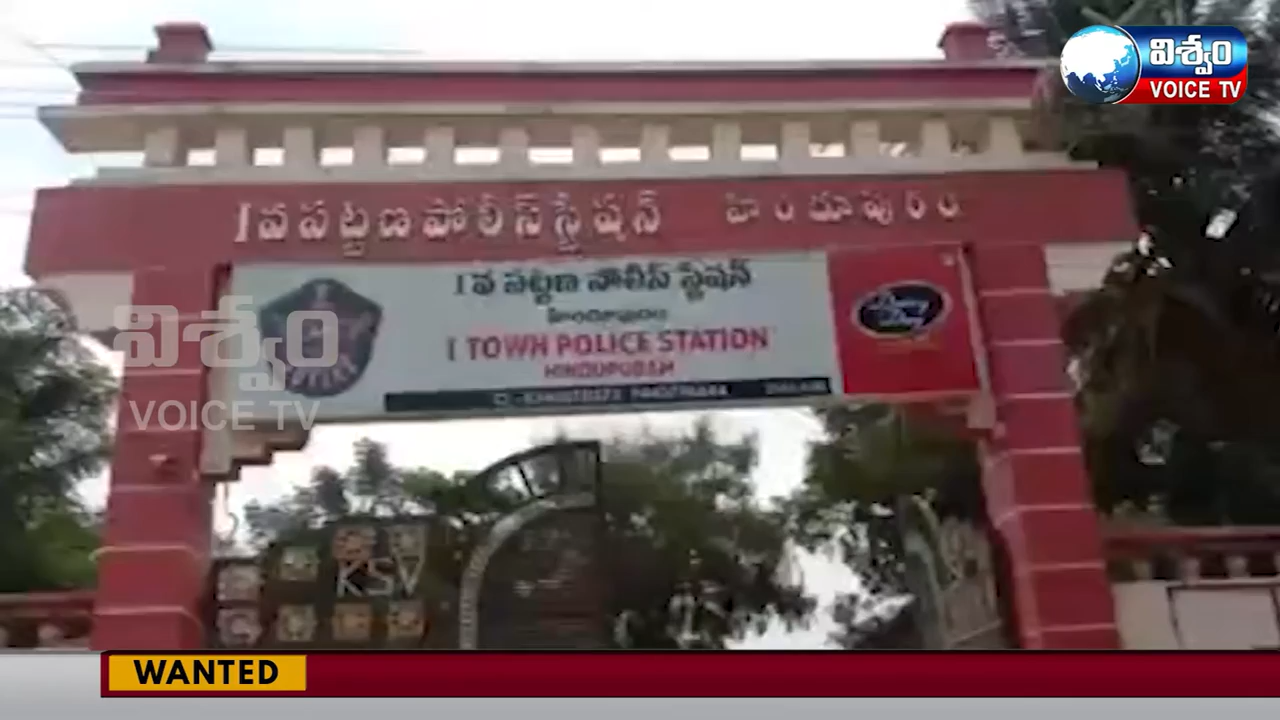 విశ్వం
VOICE TV
I వ పట్టణ పోలీస్ స్టేషన్ హిందూపురం
I వ పట్టణ పోలీస్ స్టేషన్
హిందూపురం
I TOWN POLICE STATION
HINDUPURAM
విశ్వం
VOICE TV
KSV
WANTED